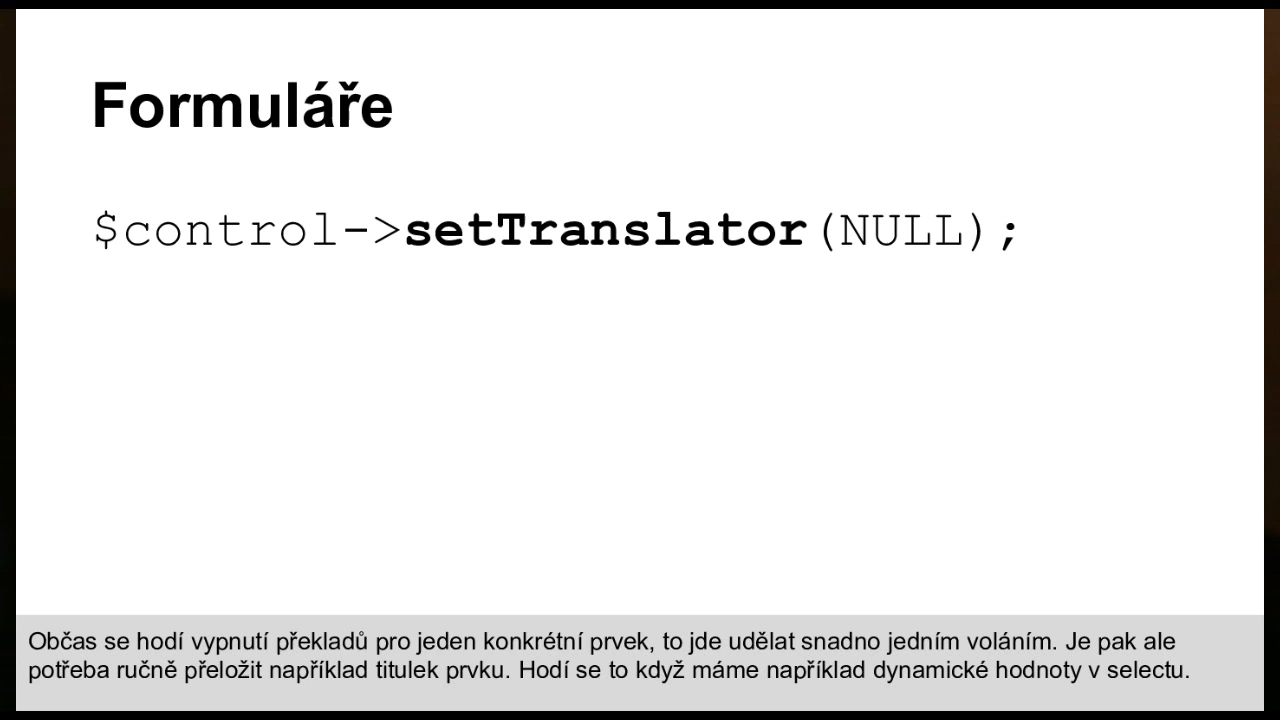 Formuláře
$control->setTranslator(NULL);
Občas se hodí vypnutí překladů pro jeden konkrétní prvek, to jde udělat snadno jedním voláním. Je pak ale
potřeba ručně přeložit například titulek prvku. Hodí se to když máme například dynamické hodnoty v selectu.